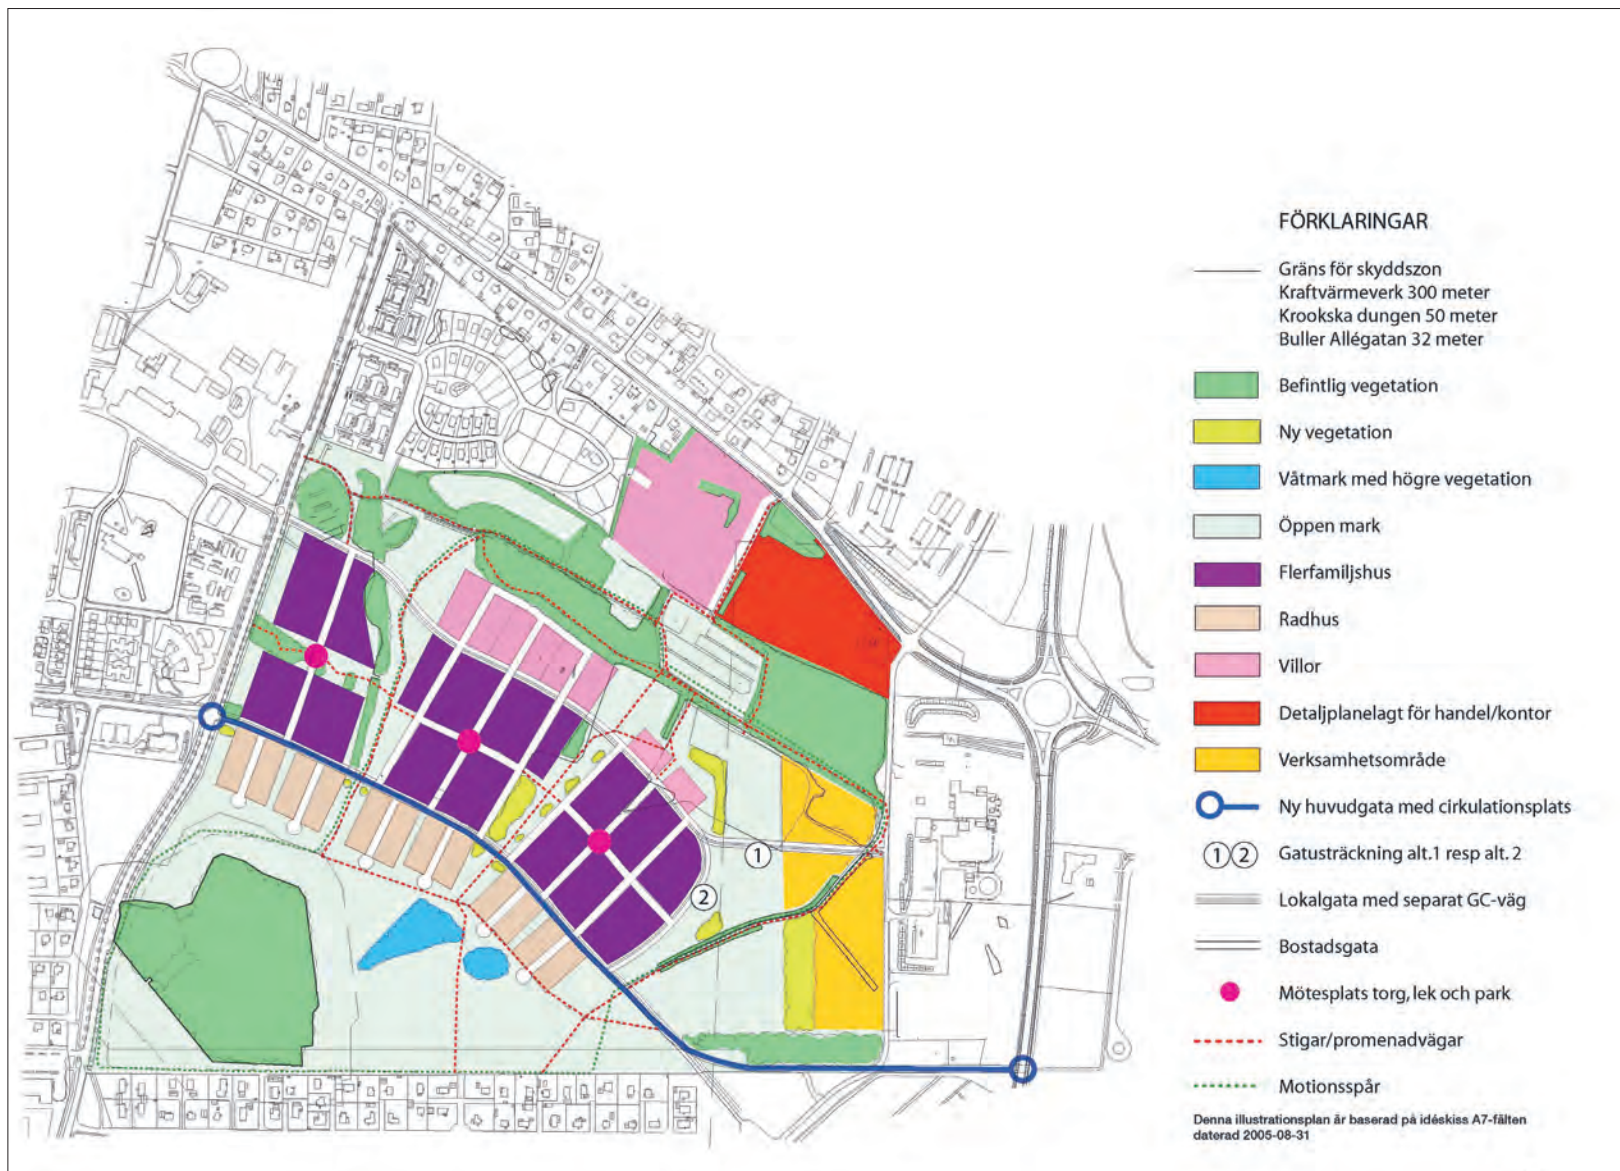 FÖRKLARINGAR
Gräns för skyddszon
Kraftvärmeverk 300 meter
Krookska dungen 50 meter
Buller Allégatan 32 meter
Befintlig vegetation
Ny vegetation
Våtmark med högre vegetation
Öppen mark
Flerfamiljshus
Radhus
Villor
Detaljplanelagt för handel/kontor
Verksamhetsområde
Ny huvudgata med cirkulationsplats
1 2 Gatusträckning alt.1 resp alt. 2
Lokalgata med separat GC-väg
Bostadsgata
Mötesplats torg, lek och park
Stigar/promenadvägar
Motionsspår
Denna illustrationsplan är baserad på idéskiss A7-fälten
daterad 2005-08-31
1
2